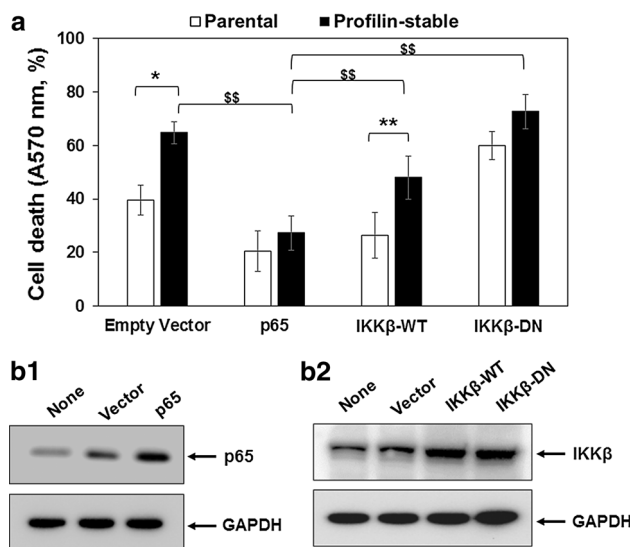 a
Parental Profilin-stable
Cell death (A570 nm, %)
100
80
60
40
20
0
* $$ $$ ** $$
Empty Vector p65 IKKβ-WT IKKβ-DN
b1
None Vector p65
p65
GAPDH
b2
None Vector IKKβ-WT IKKβ-DN
IKKβ
GAPDH